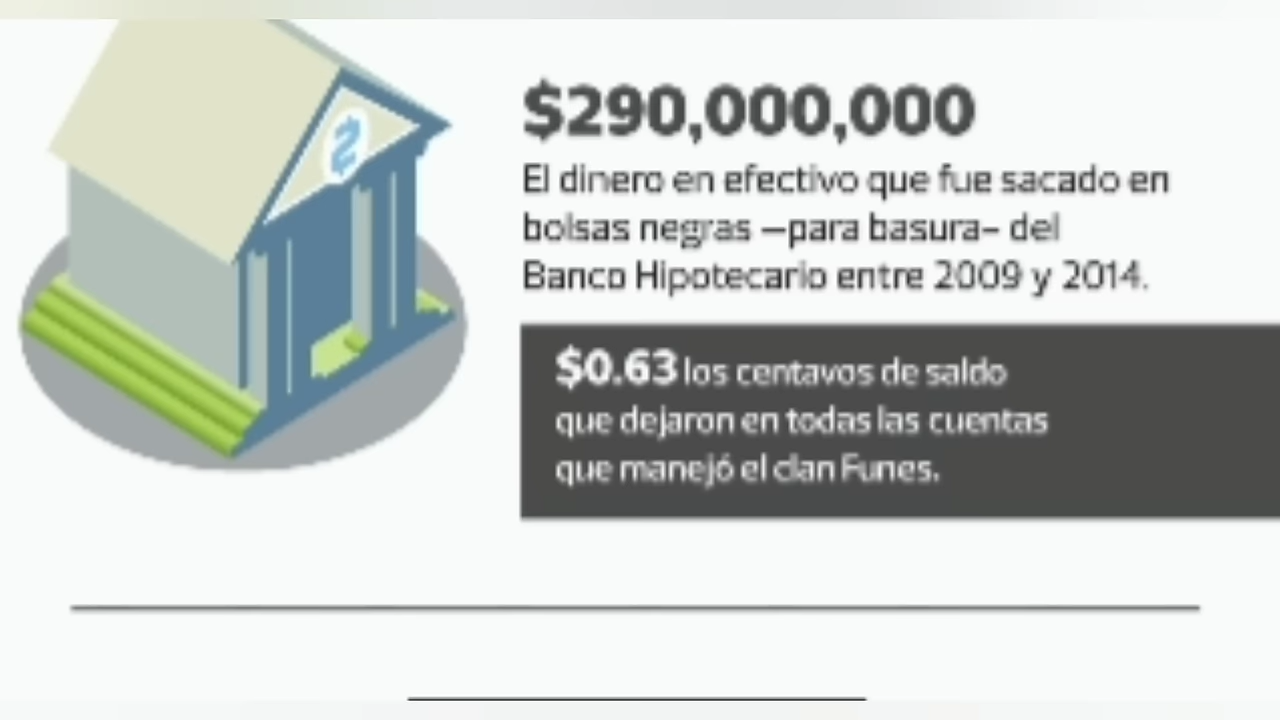 $290,000,000
El dinero en efectivo que fue sacado en
bolsas negras —para basura– del
Banco Hipotecario entre 2009 y 2014.
$0.63 los centavos de saldo
que dejaron en todas las cuentas
que manejó el clan Funes.
$